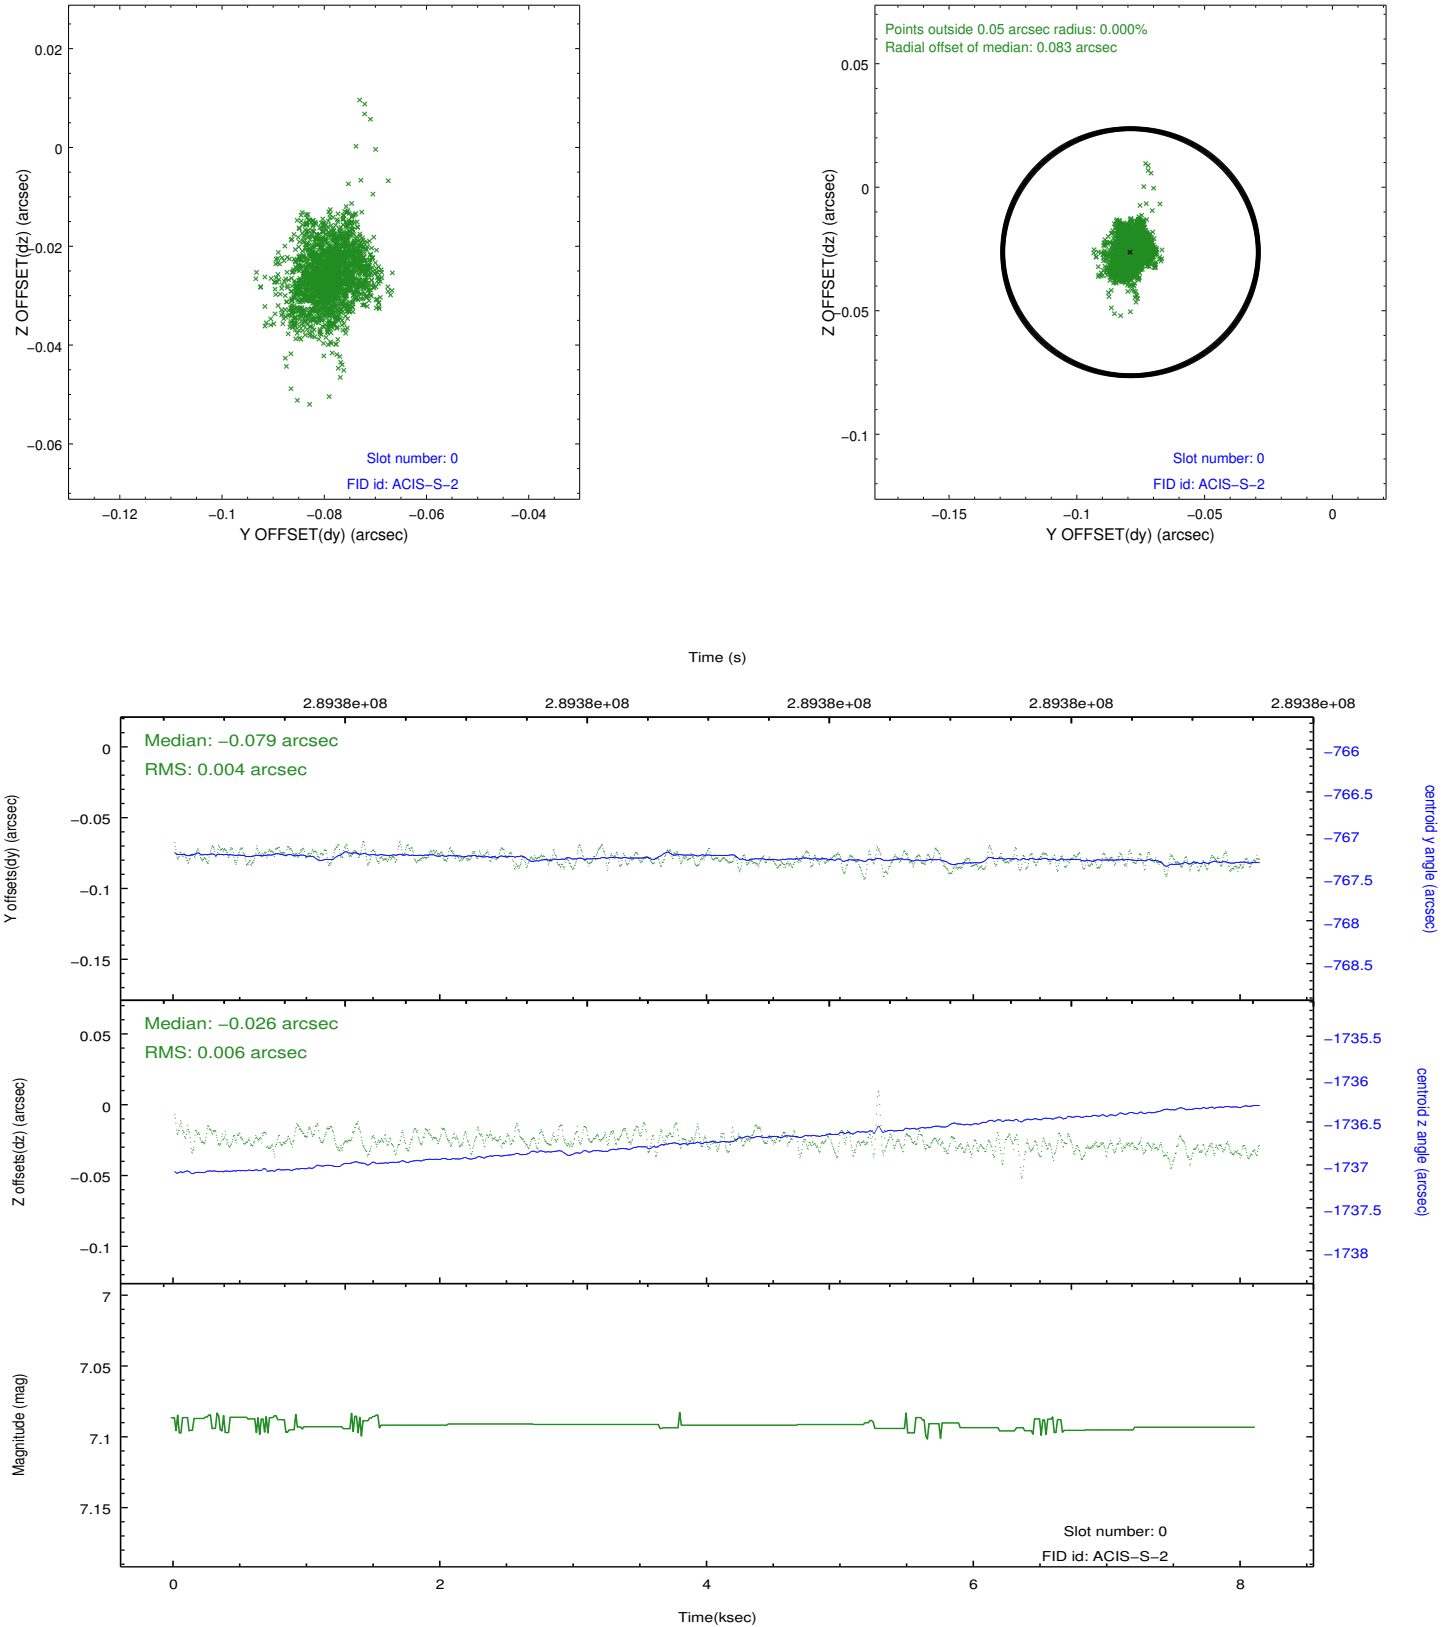 0.02
0
−0.02
−0.04
−0.06
Z OFFSET(dz) (arcsec)
Slot number: 0
FID id: ACIS−S−2
−0.12
−0.1
−0.08
−0.06
−0.04
Y OFFSET(dy) (arcsec)
Points outside 0.05 arcsec radius: 0.000%
Radial offset of median: 0.083 arcsec
0.05
0
−0.05
−0.1
Z OFFSET(dz) (arcsec)
Slot number: 0
FID id: ACIS−S−2
−0.15
−0.1
−0.05
0
Y OFFSET(dy) (arcsec)
Time (s)
2.8938e+08
2.8938e+08
2.8938e+08
2.8938e+08
2.8938e+08
Median: −0.079 arcsec
RMS: 0.004 arcsec
0
−0.05
−0.1
−0.15
Y offsets(dy) (arcsec)
−766
−766.5
−767
−767.5
−768
−768.5
centroid y angle (arcsec)
Median: −0.026 arcsec
RMS: 0.006 arcsec
0.05
0
−0.05
−0.1
Z offsets(dz) (arcsec)
−1735.5
−1736
−1736.5
−1737
−1737.5
−1738
centroid z angle (arcsec)
7
7.05
7.1
7.15
Magnitude (mag)
Slot number: 0
FID id: ACIS−S−2
0
2
4
6
8
Time(ksec)